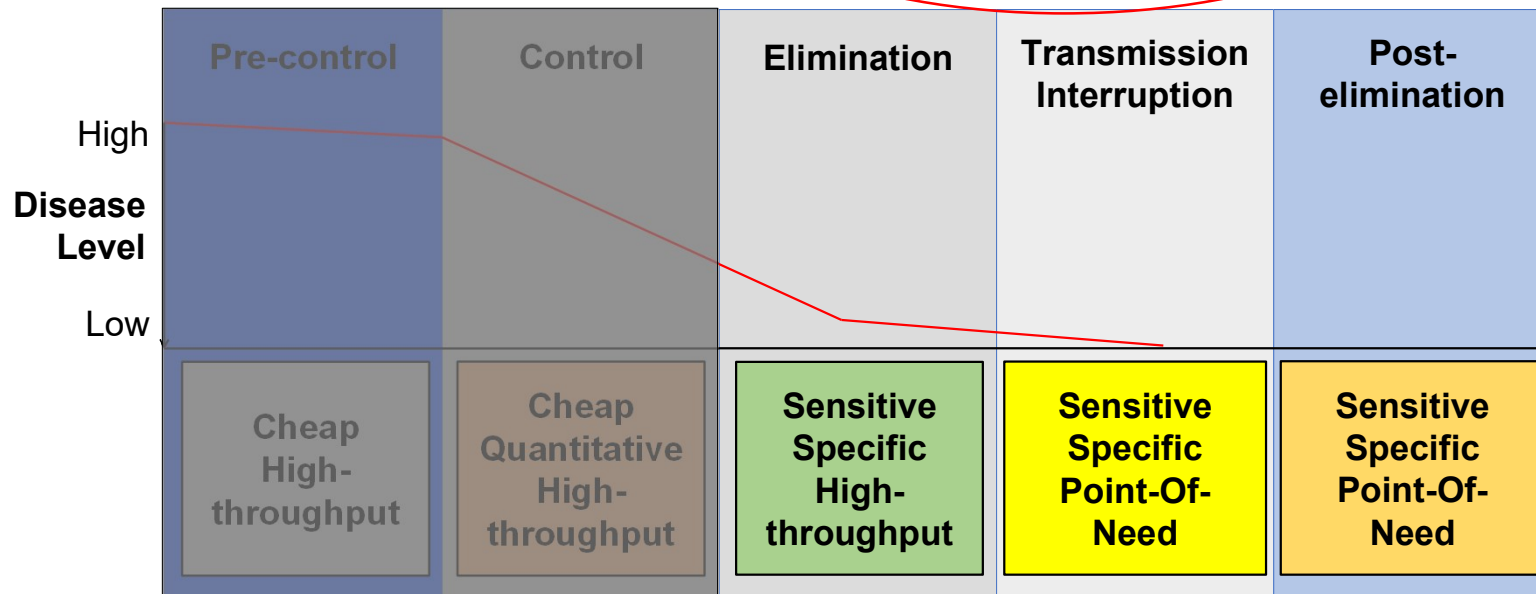 Pre-control
Control
Elimination
Transmission
Interruption
Post-
elimination
High
Disease
Level
Low
Cheap
High-
throughput
Cheap
Quantitative
High-
throughput
Sensitive
Specific
High-
throughput
Sensitive
Specific
Point-Of-
Need
Sensitive
Specific
Point-Of-
Need